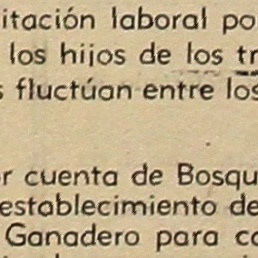 itación laboral po
los hijos de los tr
s fluctúan entre los
r cuenta de Bosqu
establecimiento de
Ganadero para co